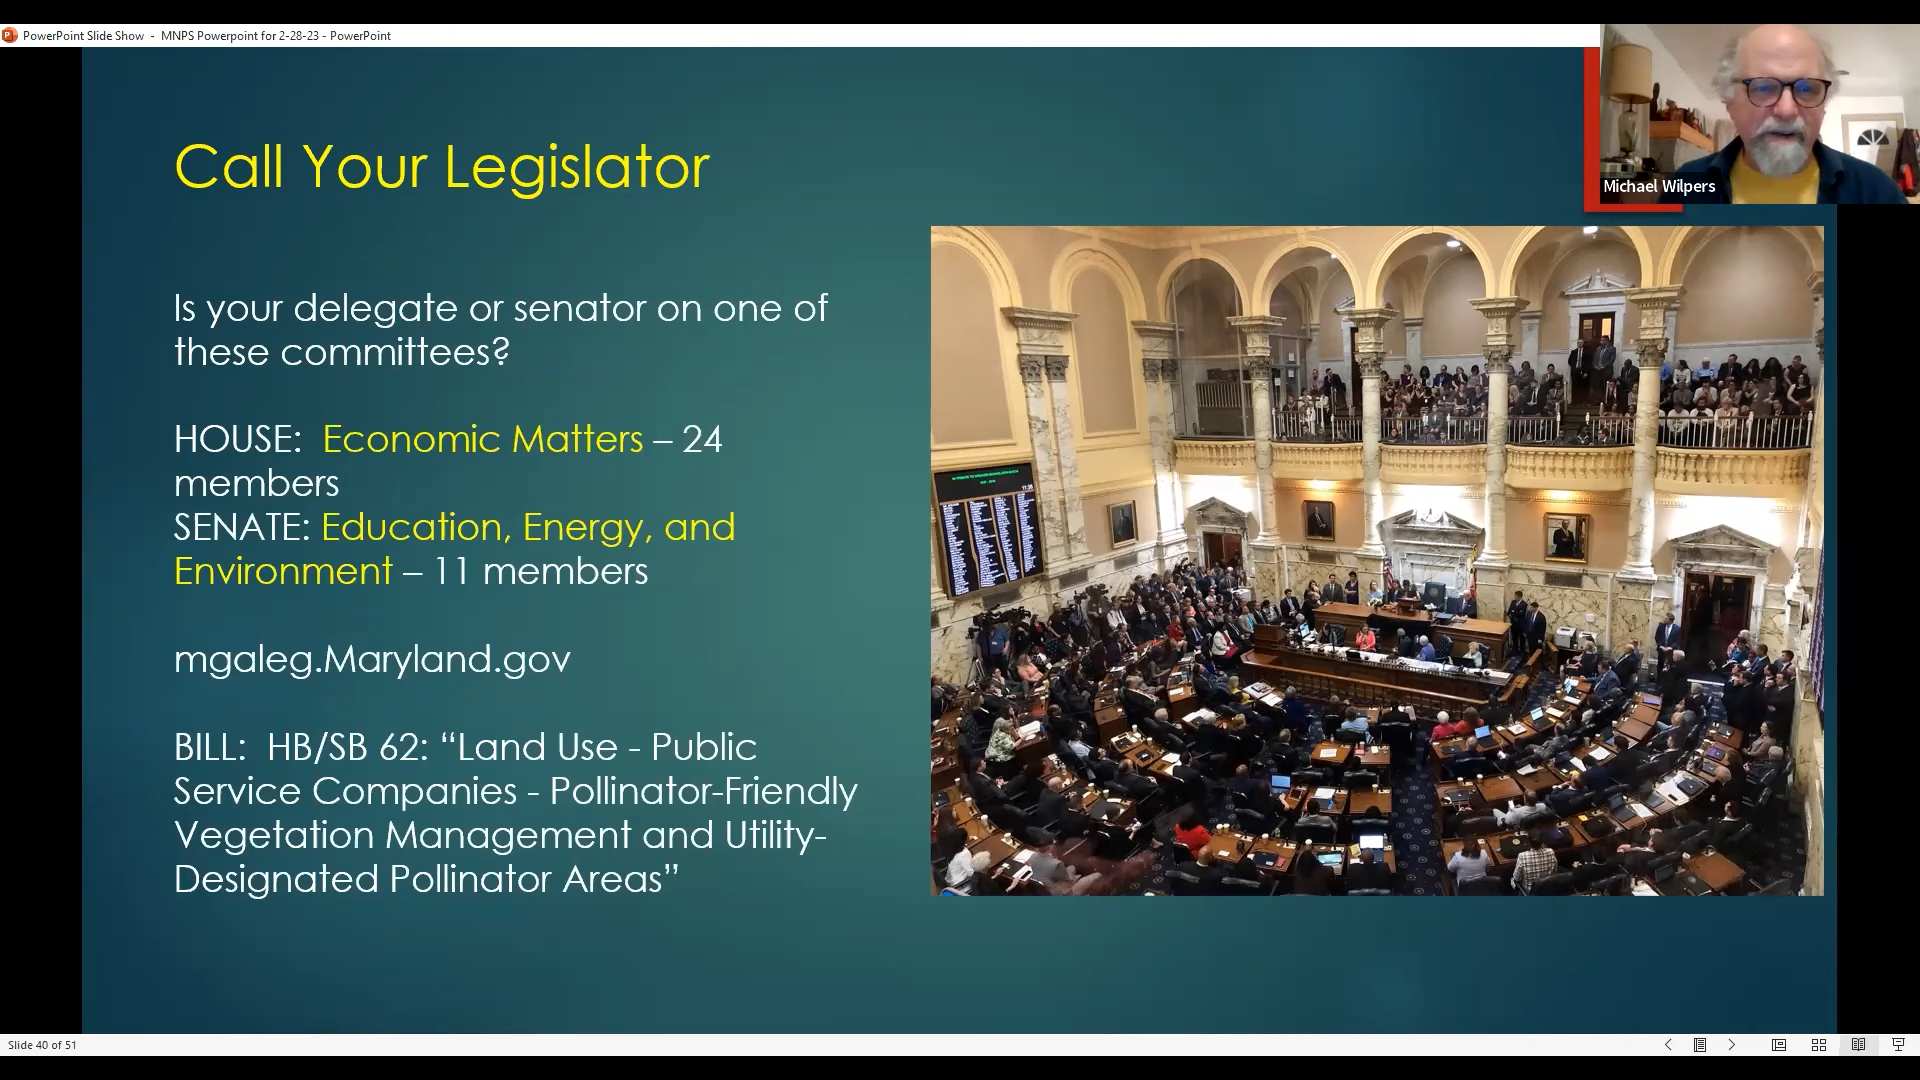 PowerPoint Slide Show - MNPS Powerpoint for 2-28-23 - PowerPoint
Michael Wilpers
Call Your Legislator
Is your delegate or senator on one of
these committees?
HOUSE: Economic Matters – 24
members
SENATE: Education, Energy, and
Environment – 11 members
mgaleg.Maryland.gov
BILL: HB/SB 62: “Land Use - Public
Service Companies - Pollinator-Friendly
Vegetation Management and Utility-
Designated Pollinator Areas”
Slide 40 of 51